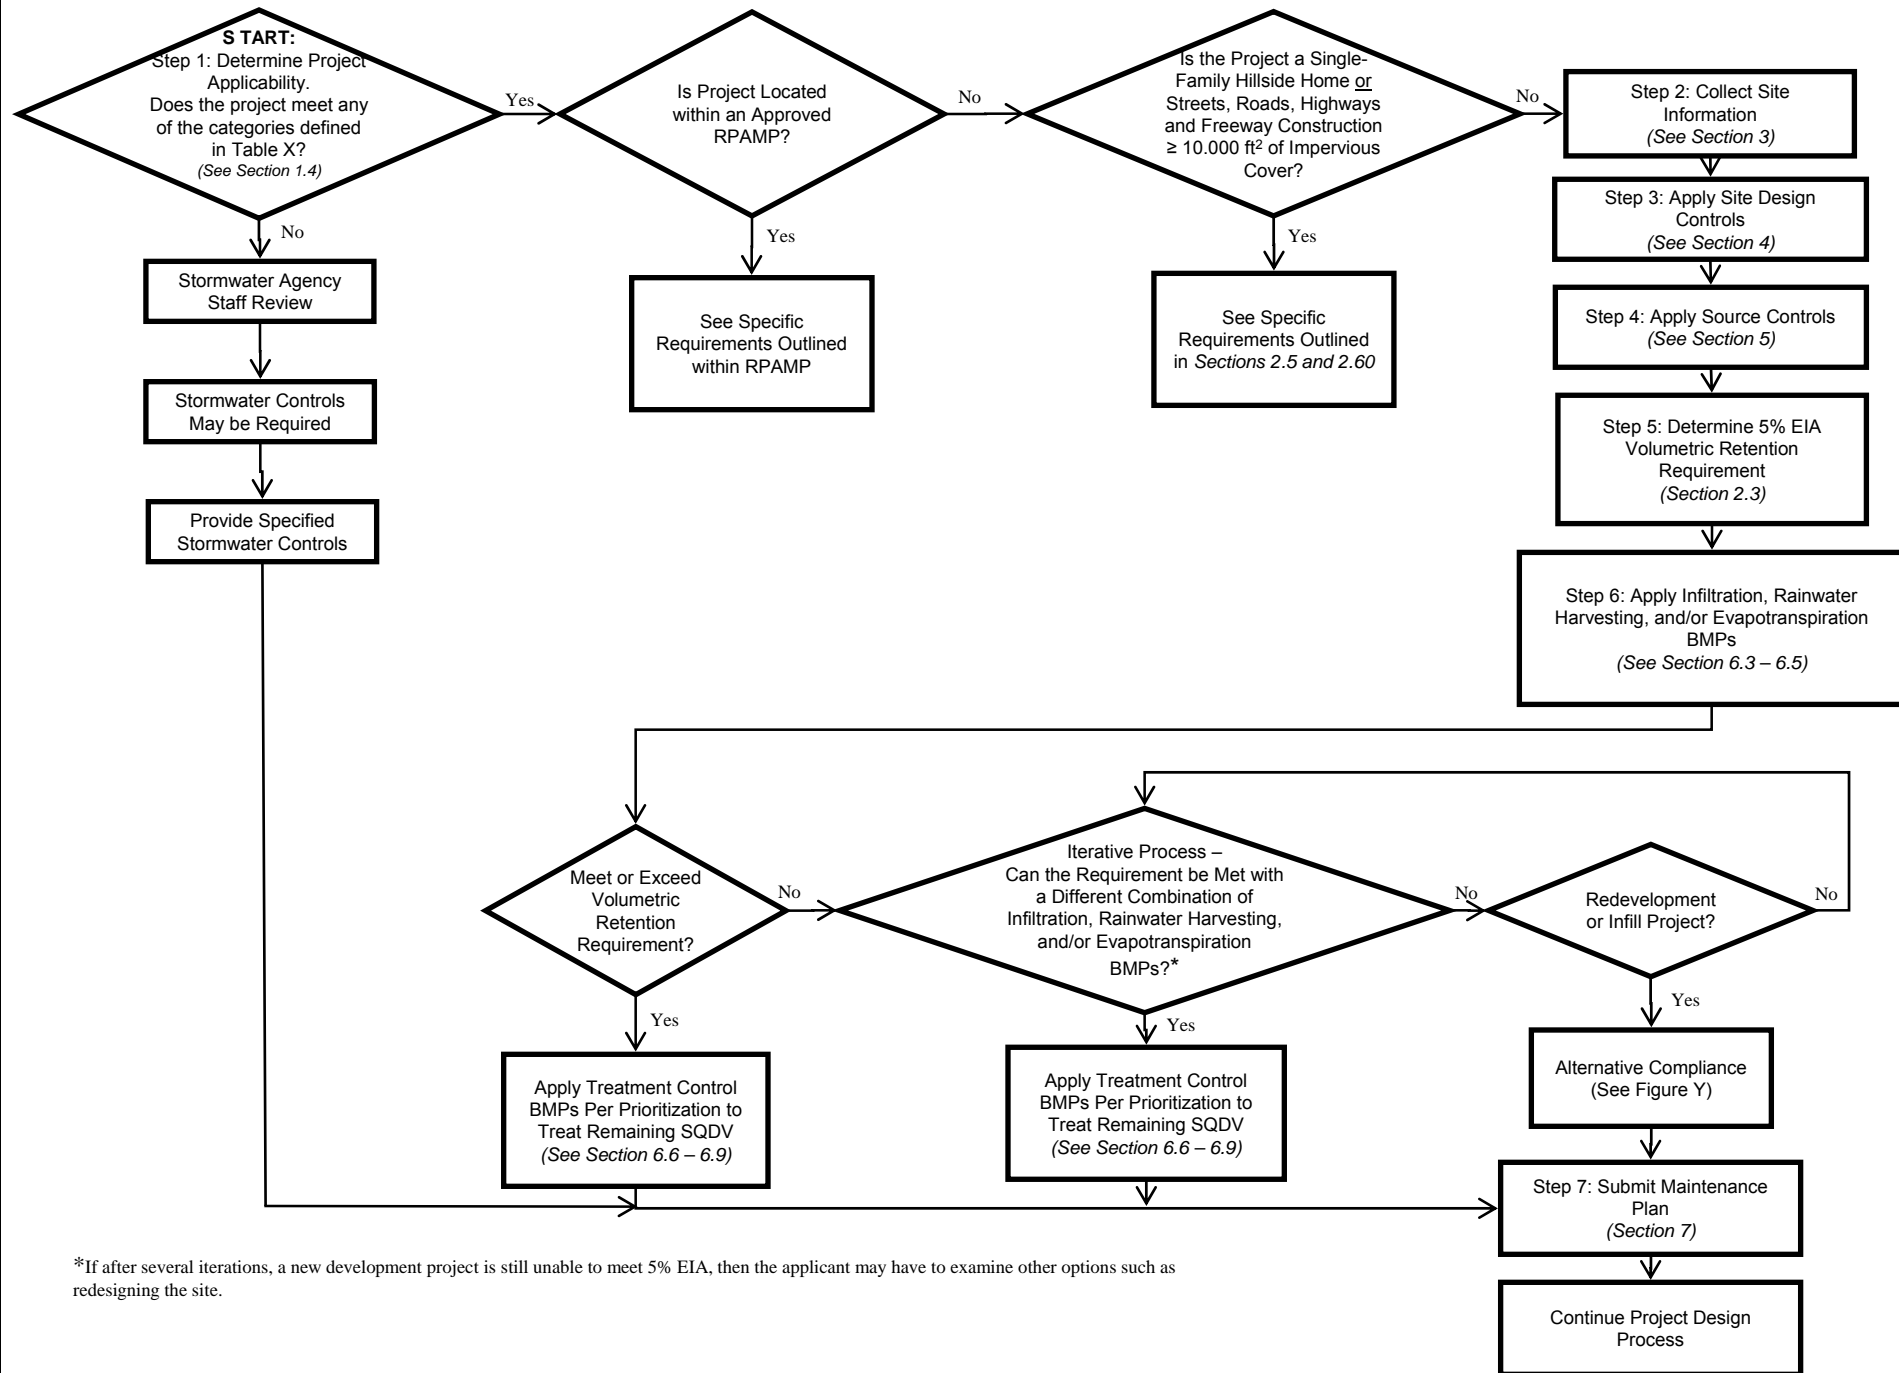 S TART:
Step 1: Determine Project
Applicability.
Does the project meet any
of the categories defined
in Table X?
(See Section 1.4)
Yes
Is Project Located
within an Approved
RPAMP?
No
Is the Project a Single-
Family Hillside Home or
Streets, Roads, Highways
and Freeway Construction
≥ 10.000 ft² of Impervious
Cover?
No
Step 2: Collect Site
Information
(See Section 3)
No
Stormwater Agency
Staff Review
Stormwater Controls
May be Required
Provide Specified
Stormwater Controls
Yes
See Specific
Requirements Outlined
within RPAMP
Yes
See Specific
Requirements Outlined
in Sections 2.5 and 2.60
Step 3: Apply Site Design
Controls
(See Section 4)
Step 4: Apply Source Controls
(See Section 5)
Step 5: Determine 5% EIA
Volumetric Retention
Requirement
(Section 2.3)
Step 6: Apply Infiltration, Rainwater
Harvesting, and/or Evapotranspiration
BMPs
(See Section 6.3 – 6.5)
Meet or Exceed
Volumetric
Retention
Requirement?
No
Iterative Process –
Can the Requirement be Met with
a Different Combination of
Infiltration, Rainwater Harvesting,
and/or Evapotranspiration
BMPs?*
No
Redevelopment
or Infill Project?
No
Yes
Apply Treatment Control
BMPs Per Prioritization to
Treat Remaining SQDV
(See Section 6.6 – 6.9)
Yes
Apply Treatment Control
BMPs Per Prioritization to
Treat Remaining SQDV
(See Section 6.6 – 6.9)
Yes
Alternative Compliance
(See Figure Y)
Step 7: Submit Maintenance
Plan
(Section 7)
Continue Project Design
Process
*If after several iterations, a new development project is still unable to meet 5% EIA, then the applicant may have to examine other options such as
redesigning the site.